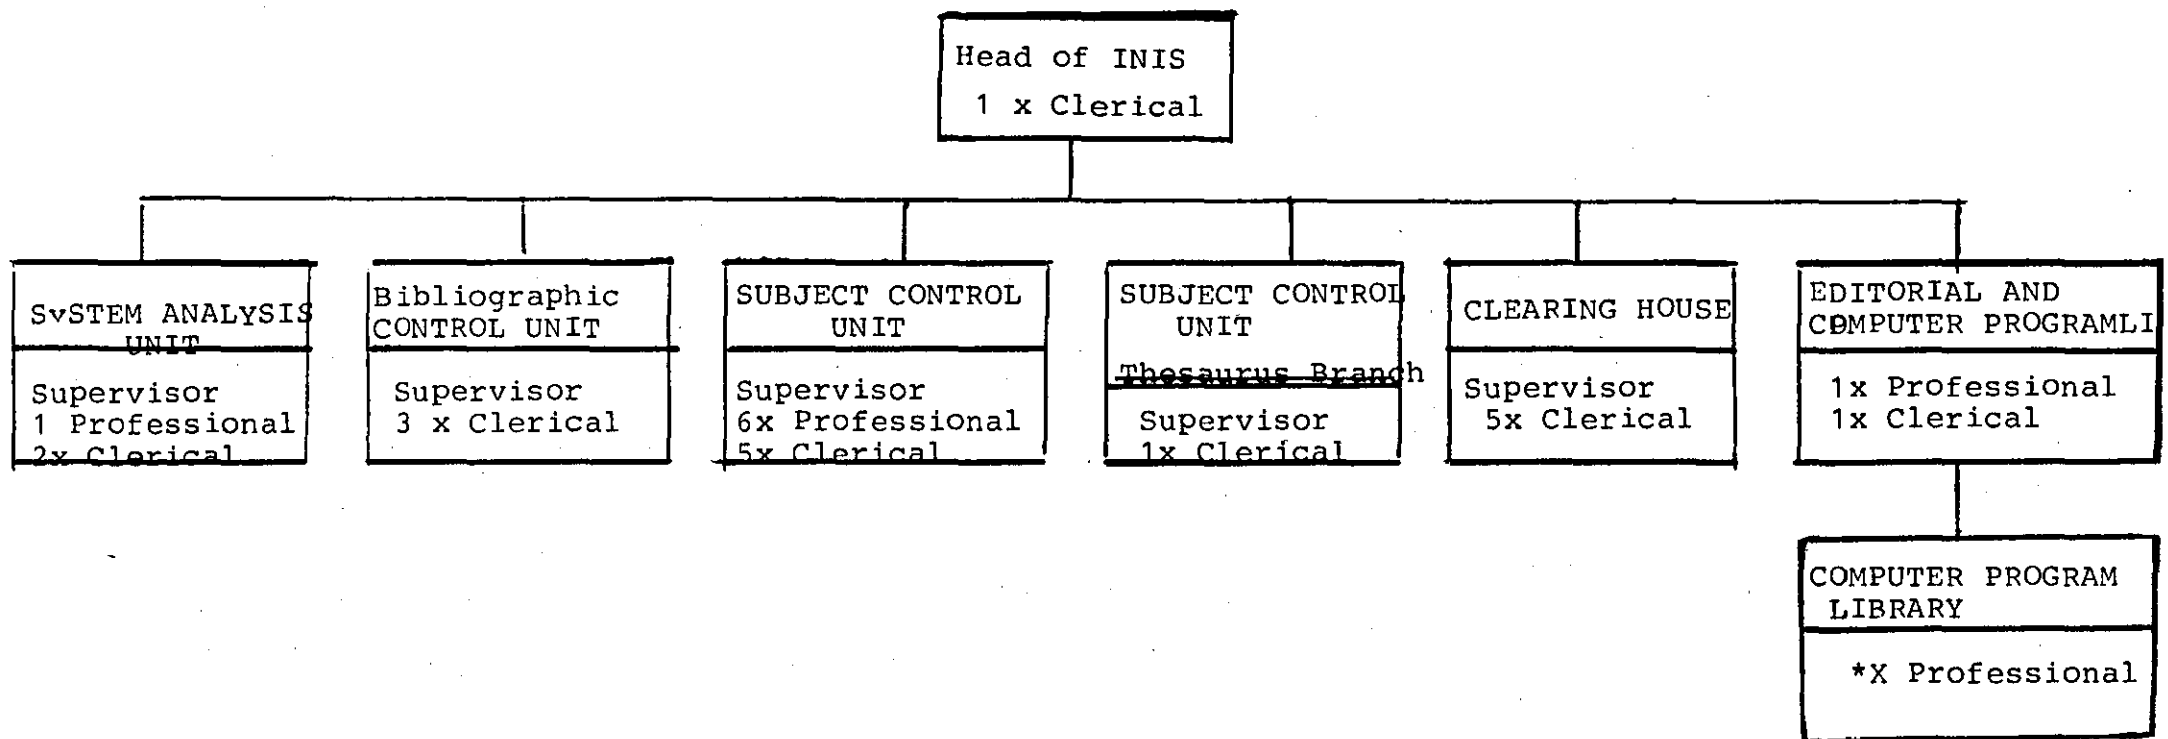 Head of INIS
1 x Clerical
SvSTEM ANALYSIS
UNIT
Supervisor
1 Professional
2x Clerical
Bibliographic
CONTROL UNIT
Supervisor
3 x Clerical
SUBJECT CONTROL
UNIT
Supervisor
6x Professional
5x Clerical
SUBJECT CONTROL
UNIT
Thesaurus Branch
Supervisor
1x Clerical
CLEARING HOUSE
Supervisor
5x Clerical
EDITORIAL AND
COMPUTER PROGRAMLI
1x Professional
1x Clerical
COMPUTER PROGRAM
LIBRARY
*X Professional